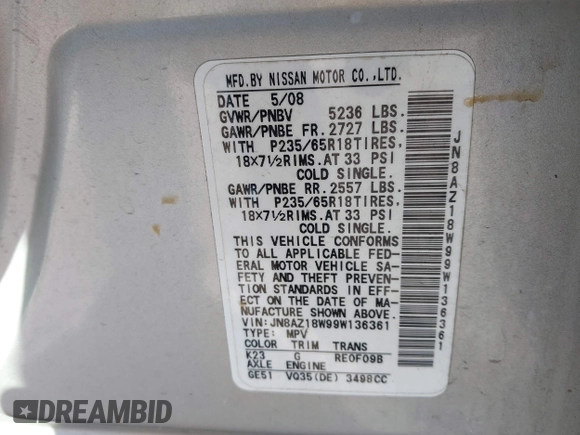 MFD.BY NISSAN MOTOR CO.,LTD.
DATE 5/08
GVWR/PNBV 5236 LBS.
GAWR/PNBE FR. 2727 LBS.
WITH P235/65R18TIRES,
18X7½RIMS.AT 33 PSI
COLD SINGLE.
GAWR/PNBE RR. 2557 LBS.
WITH P235/65R18TIRES,
18X7½RIMS.AT 33 PSI
COLD SINGLE.
THIS VEHICLE CONFORMS
TO ALL APPLICABLE FED-
ERAL MOTOR VEHICLE SA-
FETY AND THEFT PREVEN-
TION STANDARDS IN EFF-
ECT ON THE DATE OF MA-
NUFACTURE SHOWN ABOVE.
VIN:JN8AZ18W99W136361
TYPE: MPV
COLOR TRIM TRANS
K23 G RE0F09B
AXLE ENGINE
GE51 VQ35(DE) 3498CC
JN8AZ18W99W136361
DREAMBID